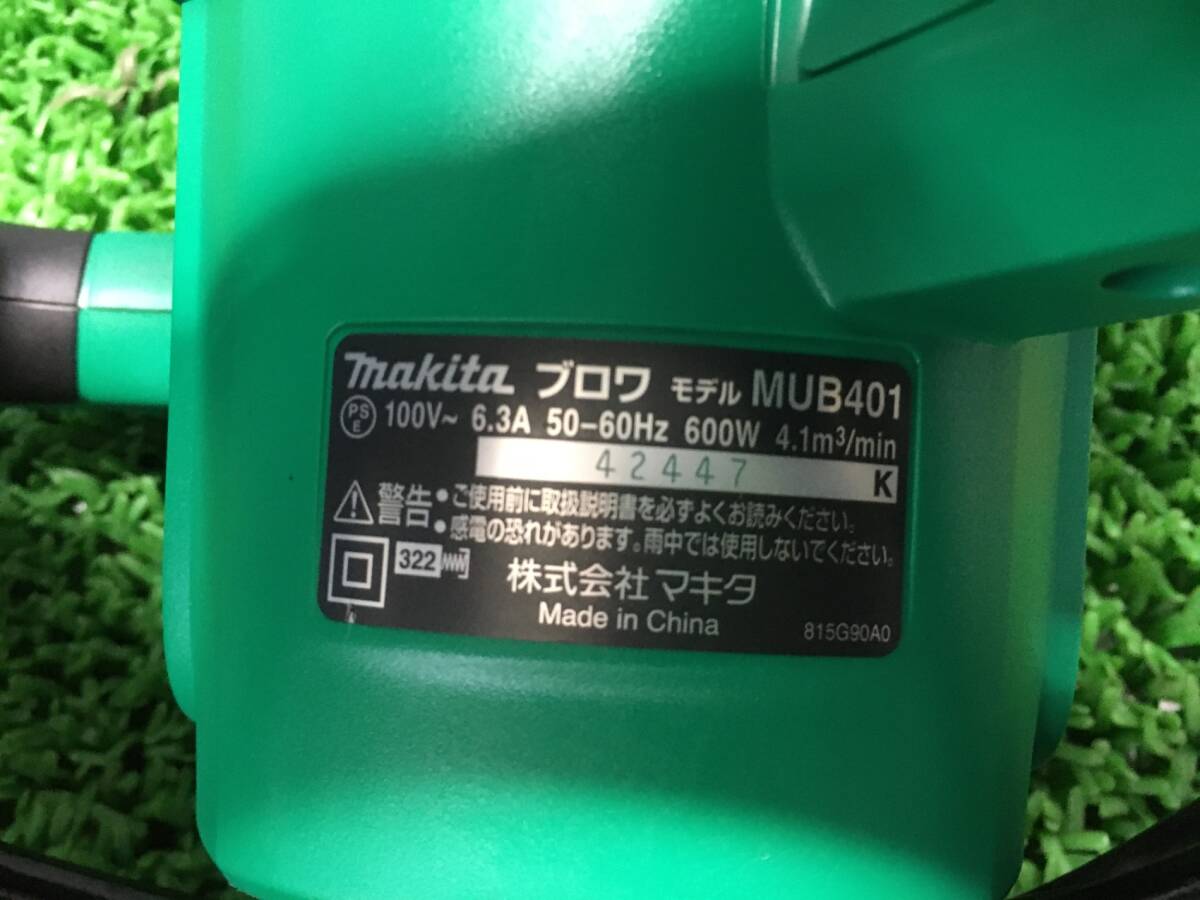 makita ブロワ モデル MUB401
PSE 100V~ 6.3A 50-60Hz 600W 4.1m³/min
42447 K
警告 • ご使用前に取扱説明書を必ずよくお読みください。
• 感電の恐れがあります。雨中では使用しないでください。
322
株式会社 マキタ
Made in China
815G90A0